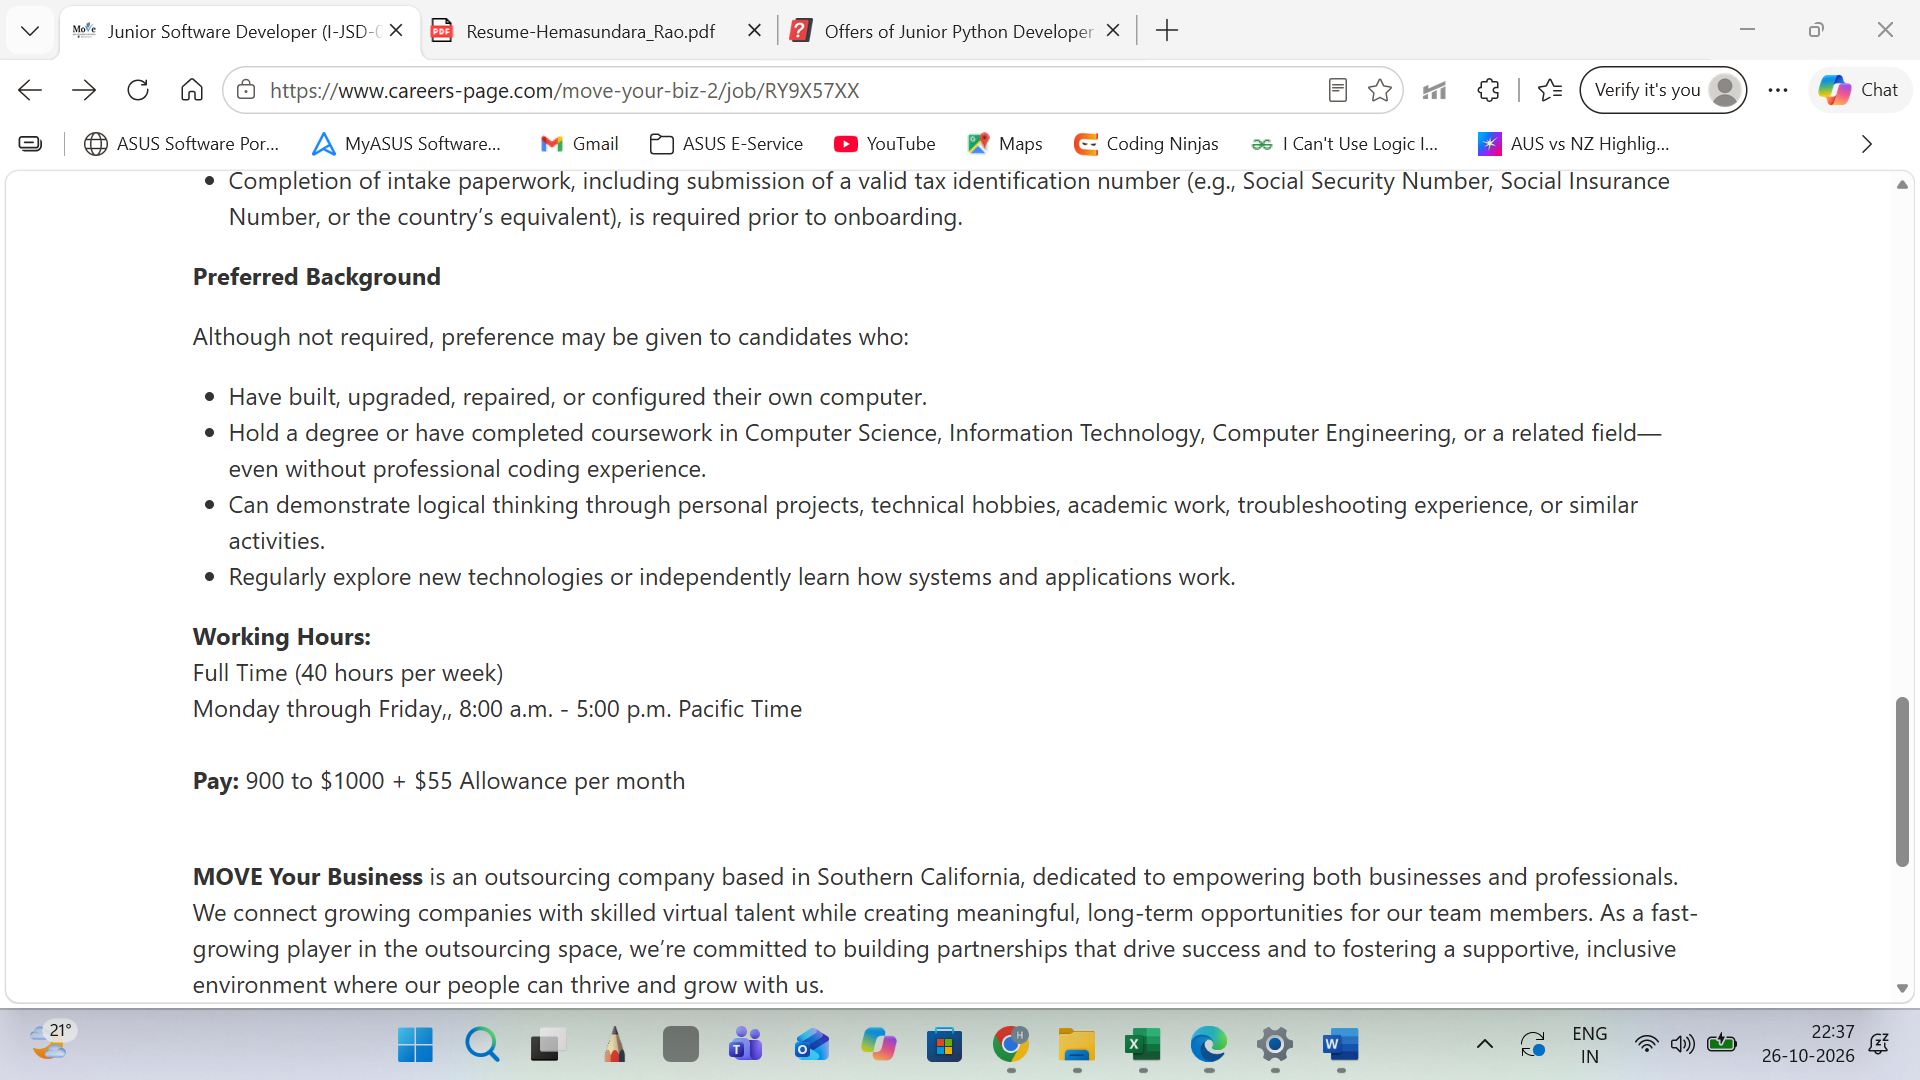 Junior Software Developer (I-JSD-
Resume-Hemasundara_Rao.pdf
Offers of Junior Python Developer
https://www.careers-page.com/move-your-biz-2/job/RY9X57XX
Verify it's you
Chat
ASUS Software Por...
MyASUS Software...
Gmail
ASUS E-Service
YouTube
Maps
Coding Ninjas
I Can't Use Logic I...
AUS vs NZ Highlig...
• Completion of intake paperwork, including submission of a valid tax identification number (e.g., Social Security Number, Social Insurance
Number, or the country’s equivalent), is required prior to onboarding.
Preferred Background
Although not required, preference may be given to candidates who:
• Have built, upgraded, repaired, or configured their own computer.
• Hold a degree or have completed coursework in Computer Science, Information Technology, Computer Engineering, or a related field—
even without professional coding experience.
• Can demonstrate logical thinking through personal projects, technical hobbies, academic work, troubleshooting experience, or similar
activities.
• Regularly explore new technologies or independently learn how systems and applications work.
Working Hours:
Full Time (40 hours per week)
Monday through Friday,, 8:00 a.m. - 5:00 p.m. Pacific Time
Pay: 900 to $1000 + $55 Allowance per month
MOVE Your Business is an outsourcing company based in Southern California, dedicated to empowering both businesses and professionals.
We connect growing companies with skilled virtual talent while creating meaningful, long-term opportunities for our team members. As a fast-
growing player in the outsourcing space, we’re committed to building partnerships that drive success and to fostering a supportive, inclusive
environment where our people can thrive and grow with us.
21°
ENG
IN
22:37
26-10-2026